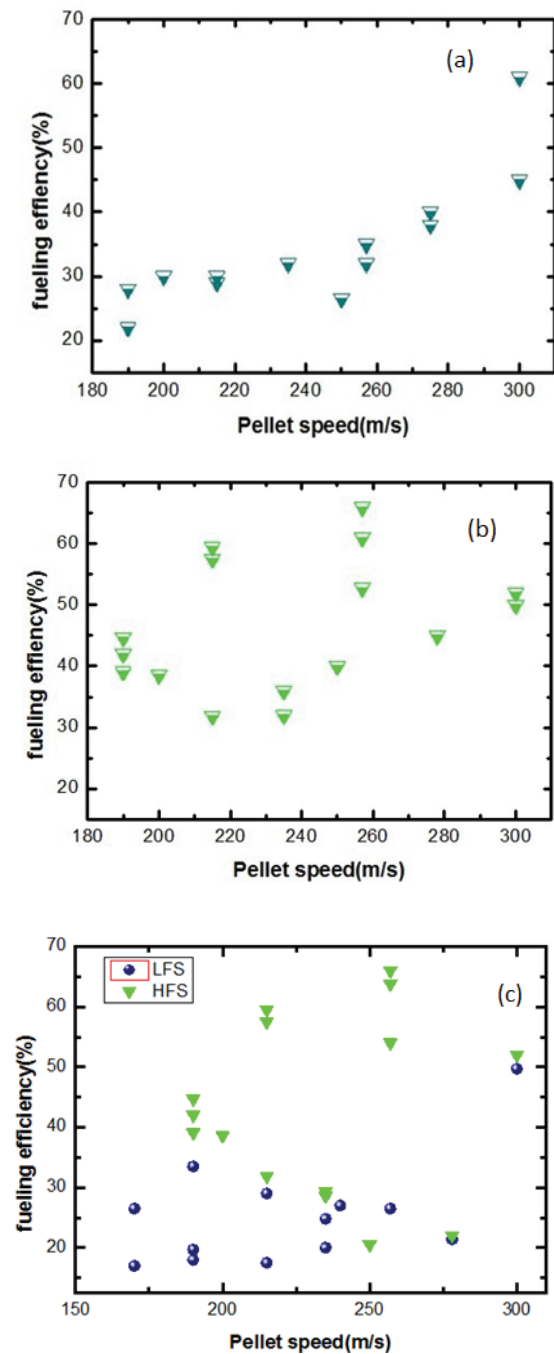 70
60
50
40
30
20
fueling effiency(%)
(a)
180 200 220 240 260 280 300
Pellet speed(m/s)
70
60
50
40
30
20
fueling effiency(%)
(b)
180 200 220 240 260 280 300
Pellet speed(m/s)
70
60
50
40
30
20
fueling efficiency(%)
LFS
HFS
(c)
150 200 250 300
Pellet speed(m/s)